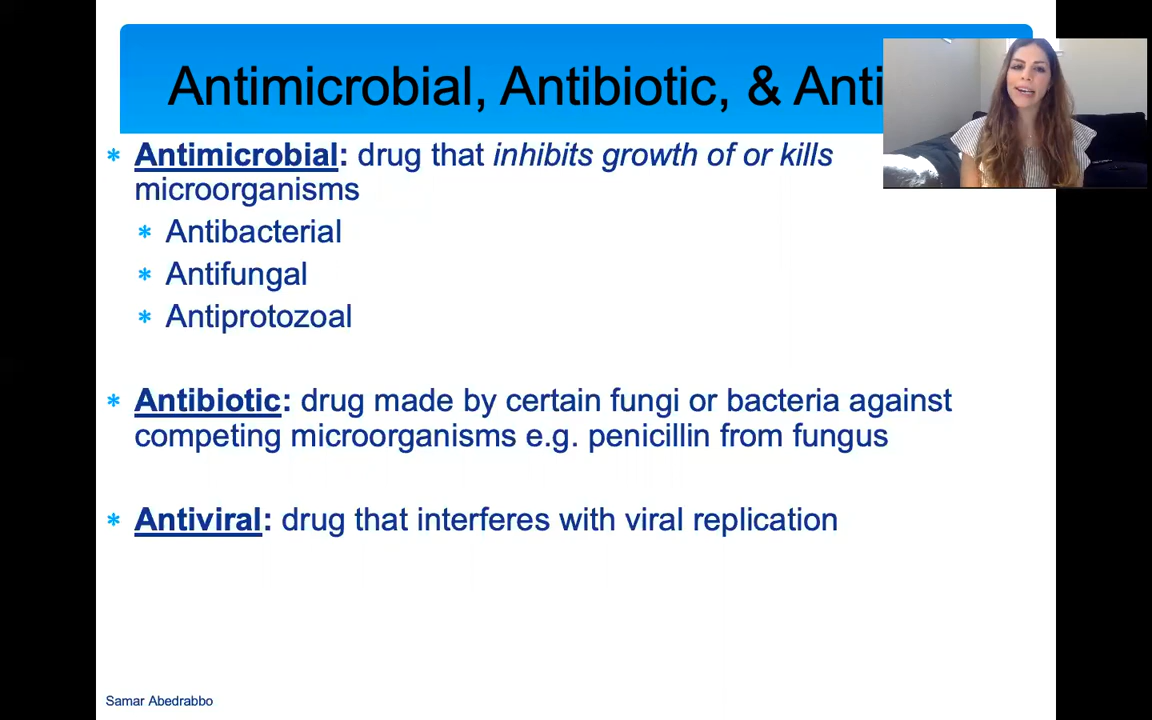 Antimicrobial, Antibiotic, & Anti
* Antimicrobial: drug that inhibits growth of or kills
microorganisms
* Antibacterial
* Antifungal
* Antiprotozoal
* Antibiotic: drug made by certain fungi or bacteria against
competing microorganisms e.g. penicillin from fungus
* Antiviral: drug that interferes with viral replication
Samar Abedrabbo